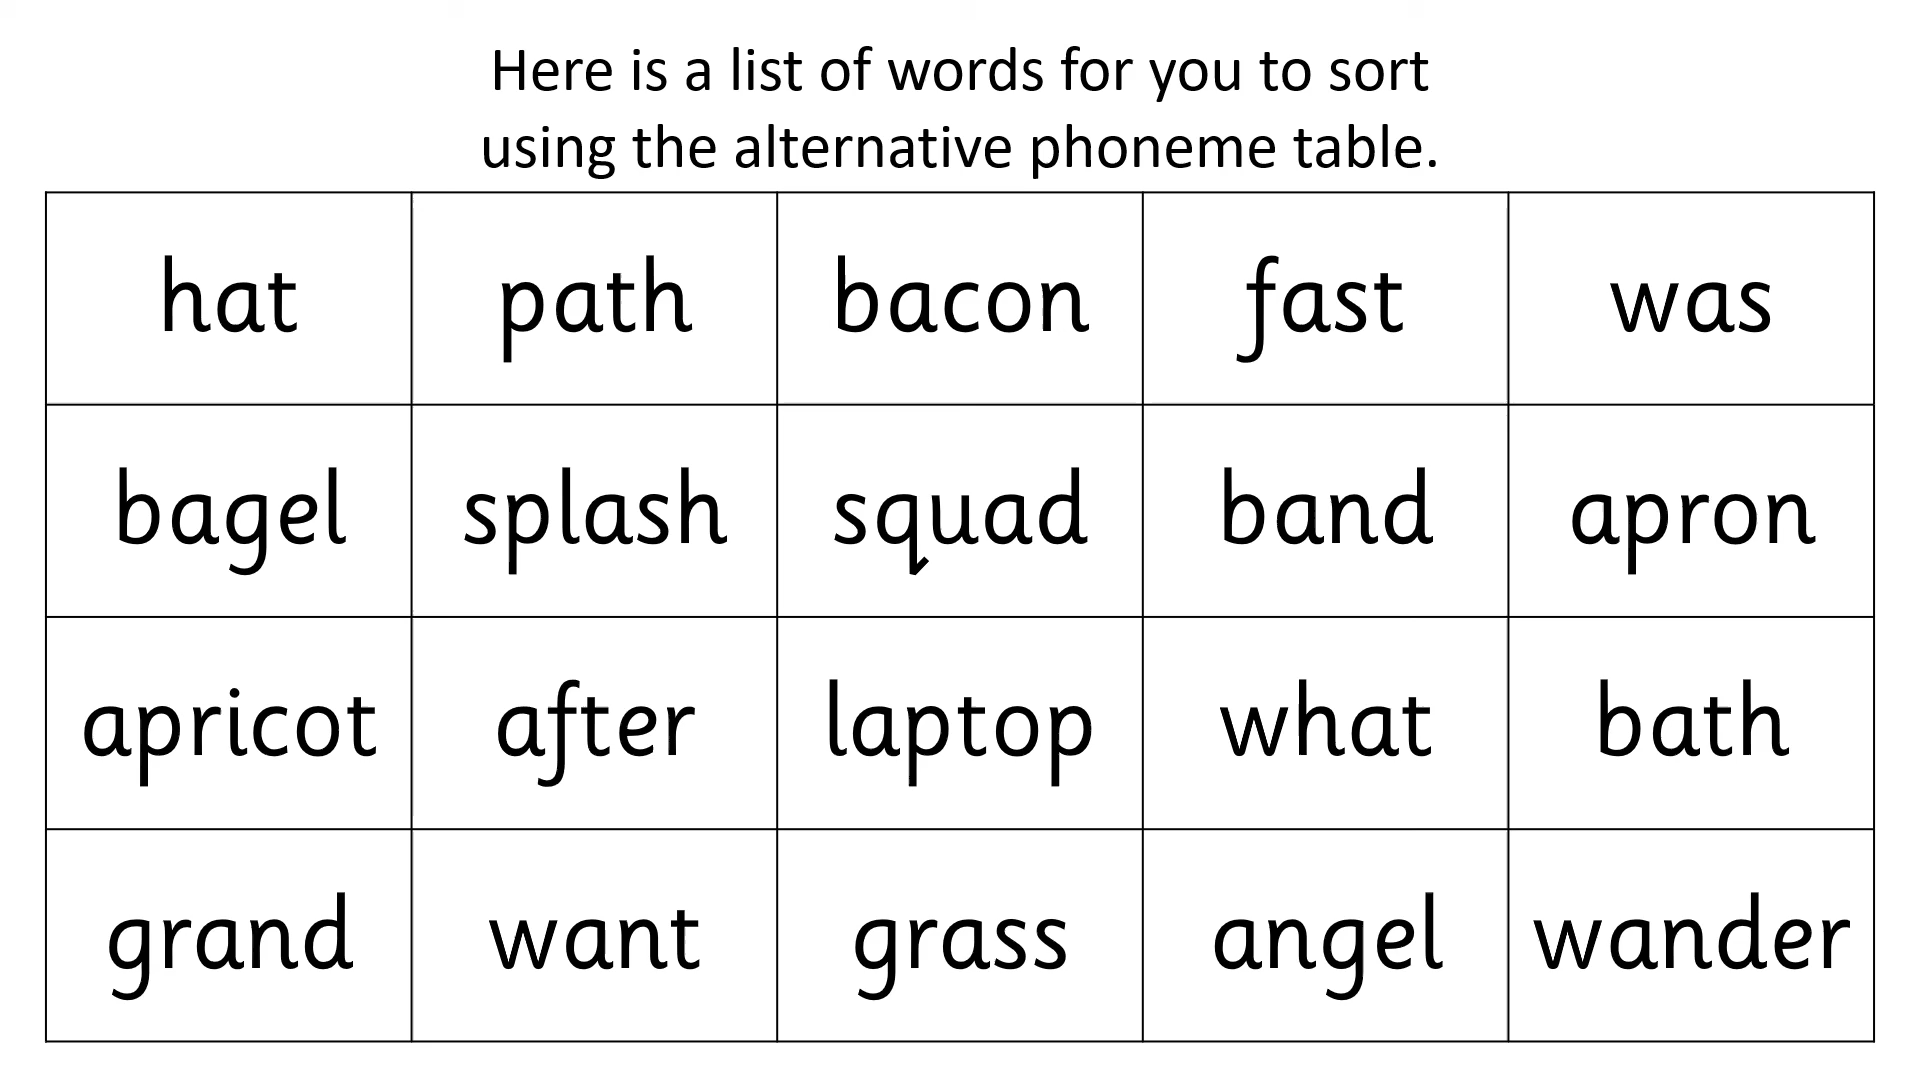 Here is a list of words for you to sort
using the alternative phoneme table.
hat path bacon fast was
bagel splash squad band apron
apricot after laptop what bath
grand want grass angel wander